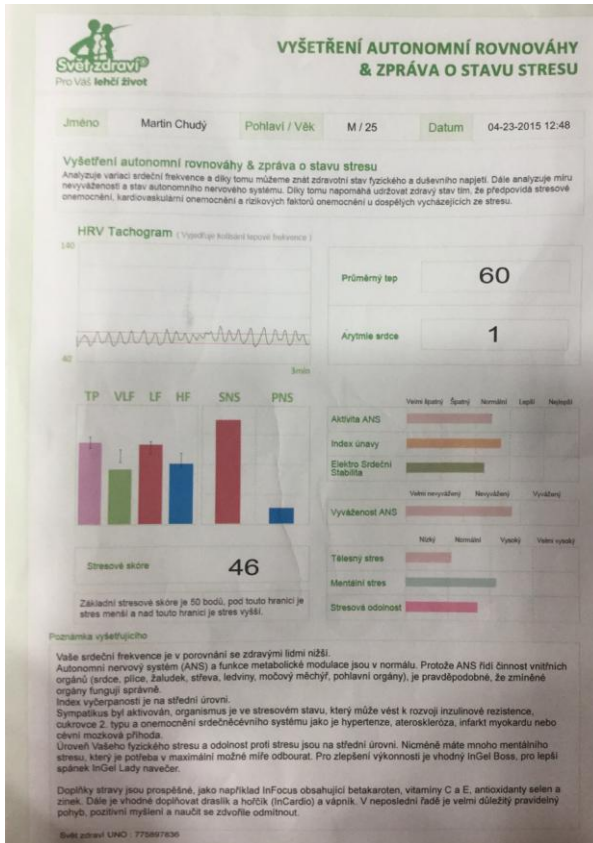 Svět zdraví®
Pro Váš lehčí život
VYŠETŘENÍ AUTONOMNÍ ROVNOVÁHY
& ZPRÁVA O STAVU STRESU
Jméno Martin Chudý Pohlaví / Věk M / 25 Datum 04-23-2015 12:48
Vyšetření autonomní rovnováhy & zpráva o stavu stresu
Analyzuje variaci srdeční frekvence a díky tomu můžeme znát zdravotní stav fyzického a duševního napjetí. Dále analyzuje míru
nevyváženosti a stav autonomního nervového systému. Díky tomu napomáhá udržovat zdravý stav tím, že předpovídá stresové
onemocnění, kardiovaskulární onemocnění a rizikových faktorů onemocnění u dospělých vycházejících ze stresu.
HRV Tachogram ( Vyjadřuje kolísání tepové frekvence )
140
40
3min
Průměrný tep 60
Arytmie srdce 1
TP VLF LF HF SNS PNS
Velmi špatný Špatný Normální Lepší Nejlepší
Aktivita ANS
Index únavy
Elektro Srdeční
Stabilita
Velmi nevyvážený Nevyvážený Vyvážený
Vyváženost ANS
Nízký Normální Vysoký Velmi vysoký
Tělesný stres
Mentální stres
Stresová odolnost
Stresové skóre 46
Základní stresové skóre je 50 bodů, pod touto hranicí je
stres menší a nad touto hranicí je stres vyšší.
Poznámka vyšetřujícího
Vaše srdeční frekvence je v porovnání se zdravými lidmi nižší.
Autonomní nervový systém (ANS) a funkce metabolické modulace jsou v normálu. Protože ANS řídí činnost vnitřních
orgánů (srdce, plíce, žaludek, střeva, ledviny, močový měchýř, pohlavní orgány), je pravděpodobné, že zmíněné
orgány fungují správně.
Index vyčerpanosti je na střední úrovni.
Sympatikus byl aktivován, organismus je ve stresovém stavu, který může vést k rozvoji inzulinové rezistence,
cukrovce 2. typu a onemocnění srdečněcévního systému jako je hypertenze, ateroskleróza, infarkt myokardu nebo
cévní mozková příhoda.
Úroveň Vašeho fyzického stresu a odolnost proti stresu jsou na střední úrovni. Nicméně máte mnoho mentálního
stresu, který je potřeba v maximální možné míře odbourat. Pro zlepšení výkonnosti je vhodný InGel Boss, pro lepší
spánek InGel Lady navečer.
Doplňky stravy jsou prospěšné, jako například InFocus obsahující betakaroten, vitamíny C a E, antioxidanty selen a
zinek. Dále je vhodné doplňovat draslík a hořčík (InCardio) a vápník. V neposlední řadě je velmi důležitý pravidelný
pohyb, pozitivní myšlení a naučit se zdvořile odmítnout.
Svět zdraví UNO : 775897836